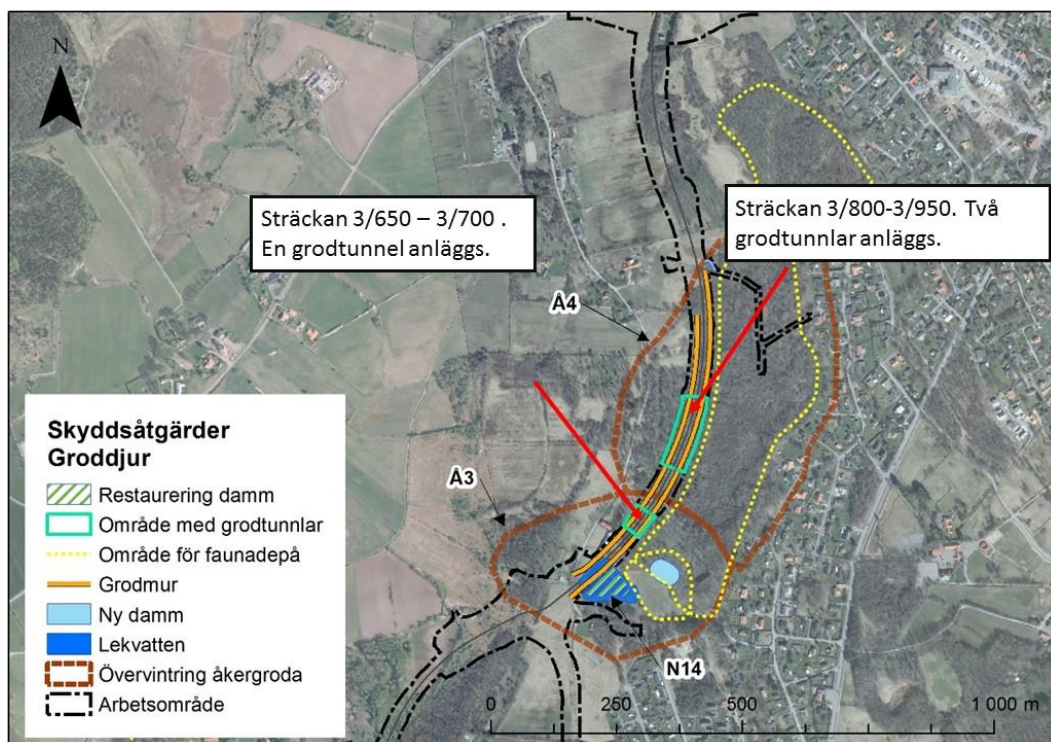 N
Sträckan 3/650 – 3/700 .
En grodtunnel anläggs.
Sträckan 3/800-3/950. Två
grodtunnlar anläggs.
Å4
Å3
N14
Skyddsåtgärder
Groddjur
Restaurering damm
Område med grodtunnlar
Område för faunadepå
Grodmur
Ny damm
Lekvatten
Övervintring åkergroda
Arbetsområde
0 250 500 1 000 m